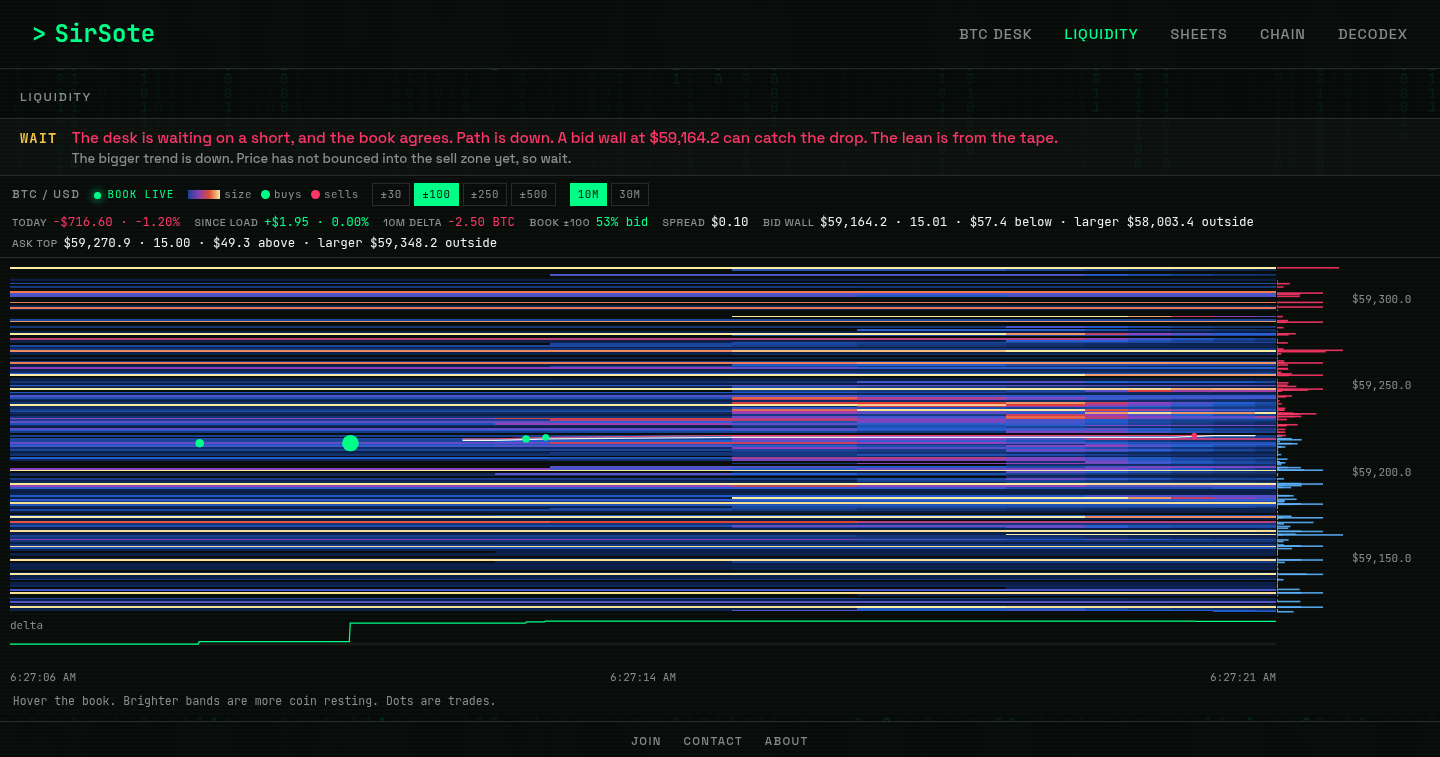 > SirSote
BTC DESK LIQUIDITY SHEETS CHAIN DECODEX
LIQUIDITY
WAIT The desk is waiting on a short, and the book agrees. Path is down. A bid wall at $59,164.2 can catch the drop. The lean is from the tape.
The bigger trend is down. Price has not bounced into the sell zone yet, so wait.
BTC / USD BOOK LIVE size buys sells ±30 ±100 ±250 ±500 10M 30M
TODAY -$716.60 · -1.20% SINCE LOAD +$1.95 · 0.00% 10M DELTA -2.50 BTC BOOK ±100 53% bid SPREAD $0.10 BID WALL $59,164.2 · 15.01 · $57.4 below · larger $58,003.4 outside
ASK TOP $59,270.9 · 15.00 · $49.3 above · larger $59,348.2 outside
$59,300.0
$59,250.0
$59,200.0
$59,150.0
delta
6:27:06 AM 6:27:14 AM 6:27:21 AM
Hover the book. Brighter bands are more coin resting. Dots are trades.
JOIN CONTACT ABOUT